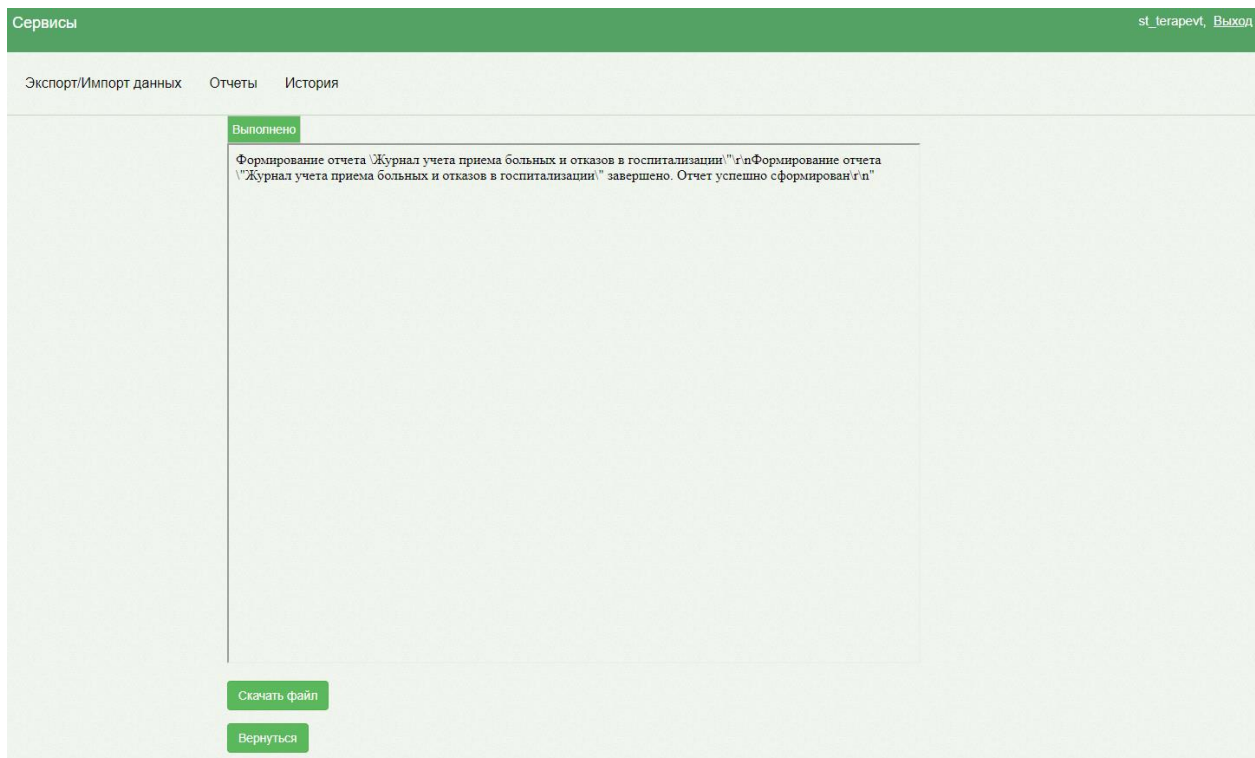 Сервисы
st_terapevt, Выход
Экспорт/Импорт данных Отчеты История
Выполнено
Формирование отчета \Журнал учета приема больных и отказов в госпитализации\"\r\nФормирование отчета
\"Журнал учета приема больных и отказов в госпитализации\" завершено. Отчет успешно сформирован\r\n"
Скачать файл
Вернуться